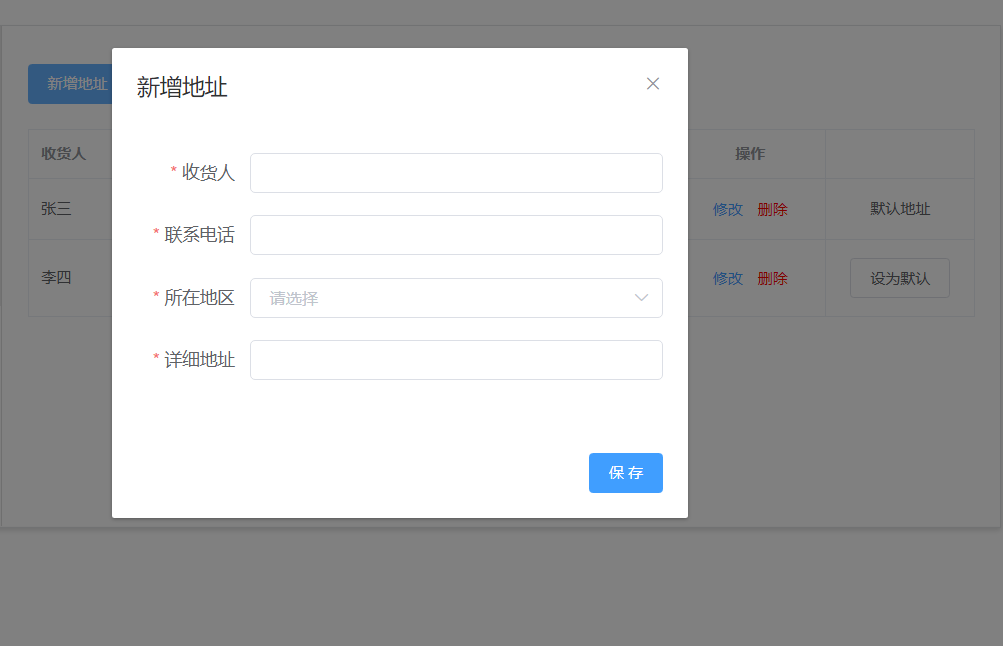 新增地址
新增地址
收货人 操作
* 收货人
张三 修改 删除 默认地址
* 联系电话
李四 修改 删除 设为默认
* 所在地区 请选择
* 详细地址
保存